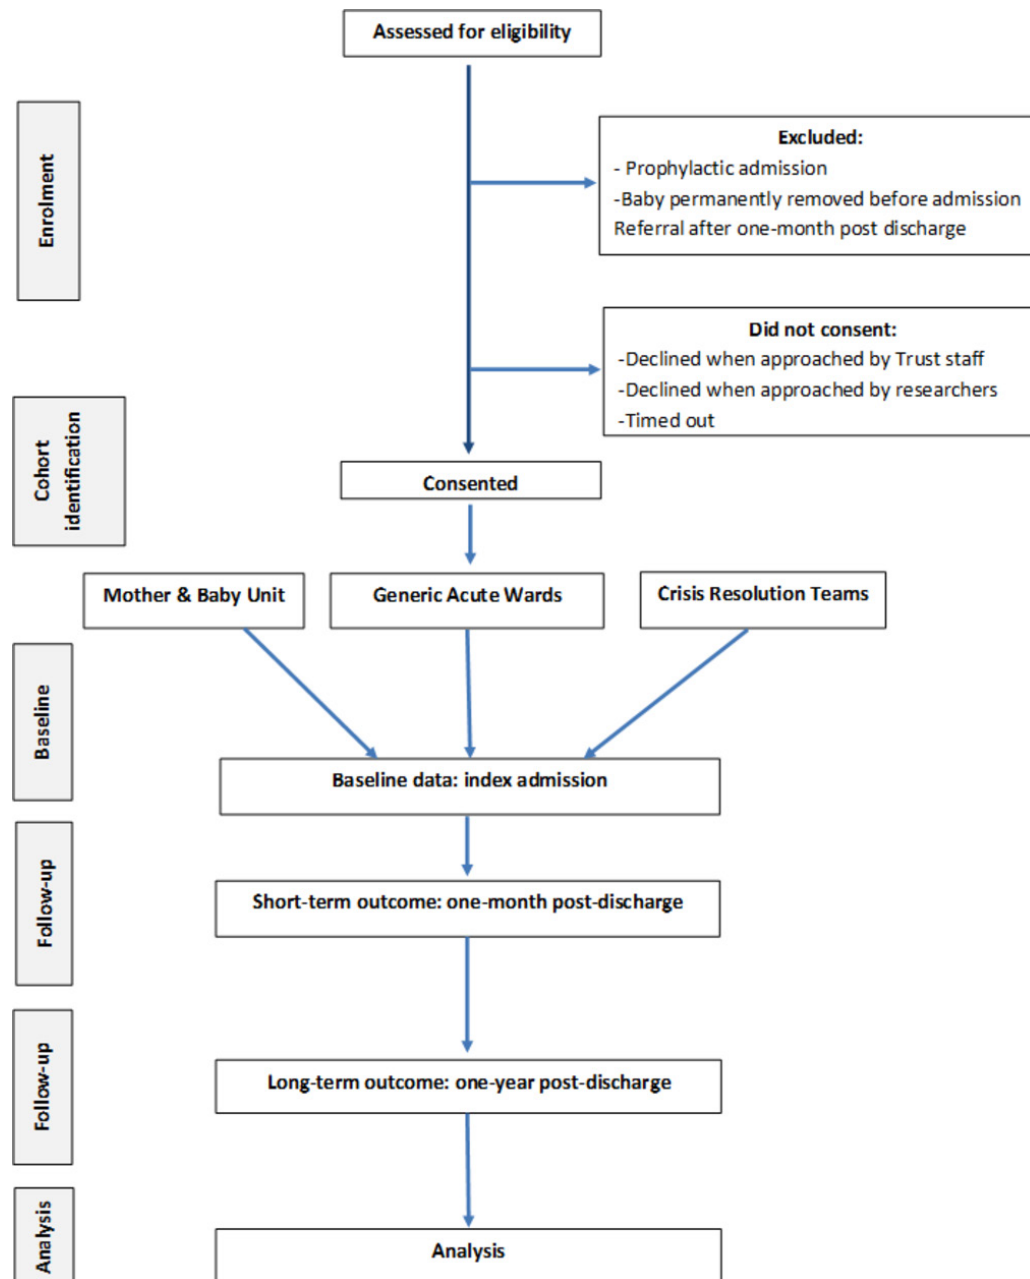 Assessed for eligibility
Enrolment
Excluded:
- Prophylactic admission
-Baby permanently removed before admission
Referral after one-month post discharge
Did not consent:
-Declined when approached by Trust staff
-Declined when approached by researchers
-Timed out
Cohort
identification
Consented
Mother & Baby Unit
Generic Acute Wards
Crisis Resolution Teams
Baseline
Baseline data: index admission
Follow-up
Short-term outcome: one-month post-discharge
Follow-up
Long-term outcome: one-year post-discharge
Analysis
Analysis